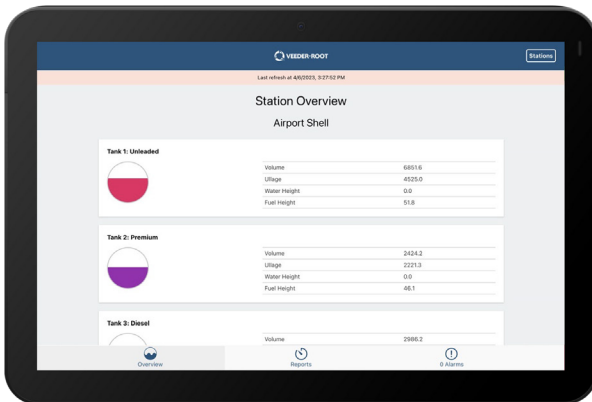 VEEDER-ROOT
Stations
Last refresh at 4/6/2023, 3:27:52 PM
Station Overview
Airport Shell
Tank 1: Unleaded
Volume 6851.6
Ullage 4525.0
Water Height 0.0
Fuel Height 51.8
Tank 2: Premium
Volume 2424.2
Ullage 2221.3
Water Height 0.0
Fuel Height 46.1
Tank 3: Diesel
Volume 2986.2
Overview
Reports
0 Alarms